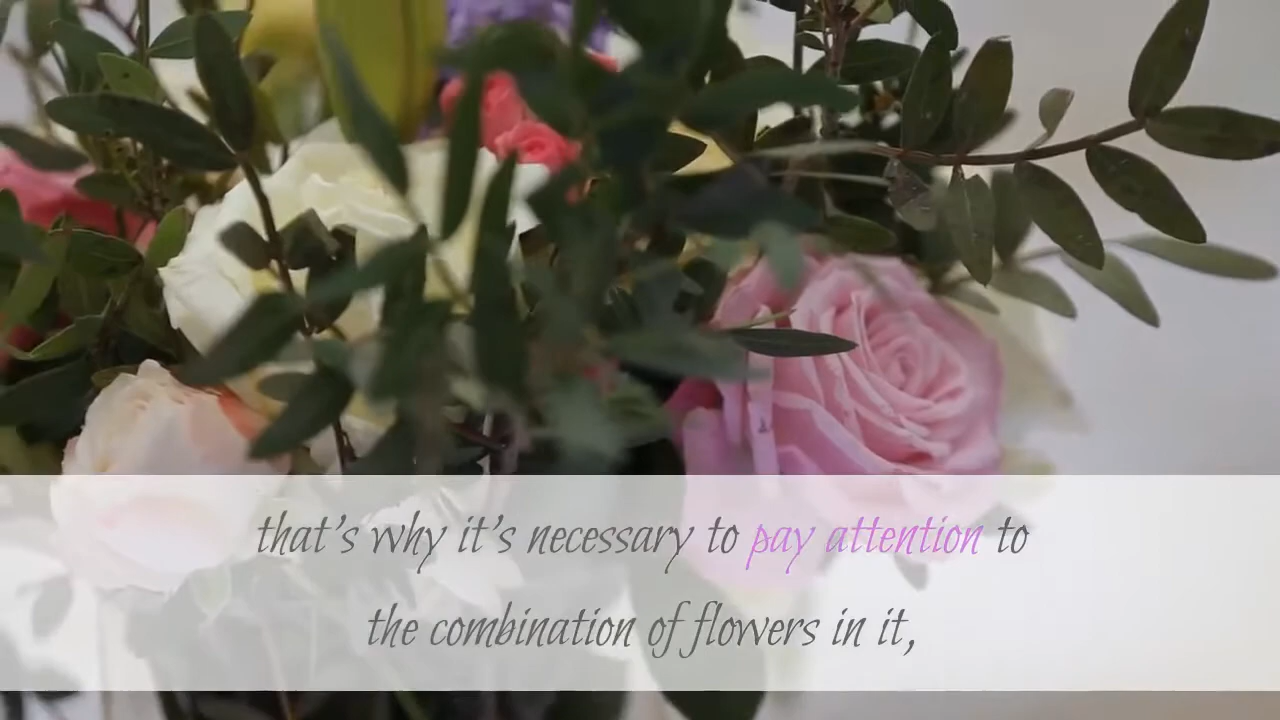 that's why it's necessary to pay attention to
the combination of flowers in it,